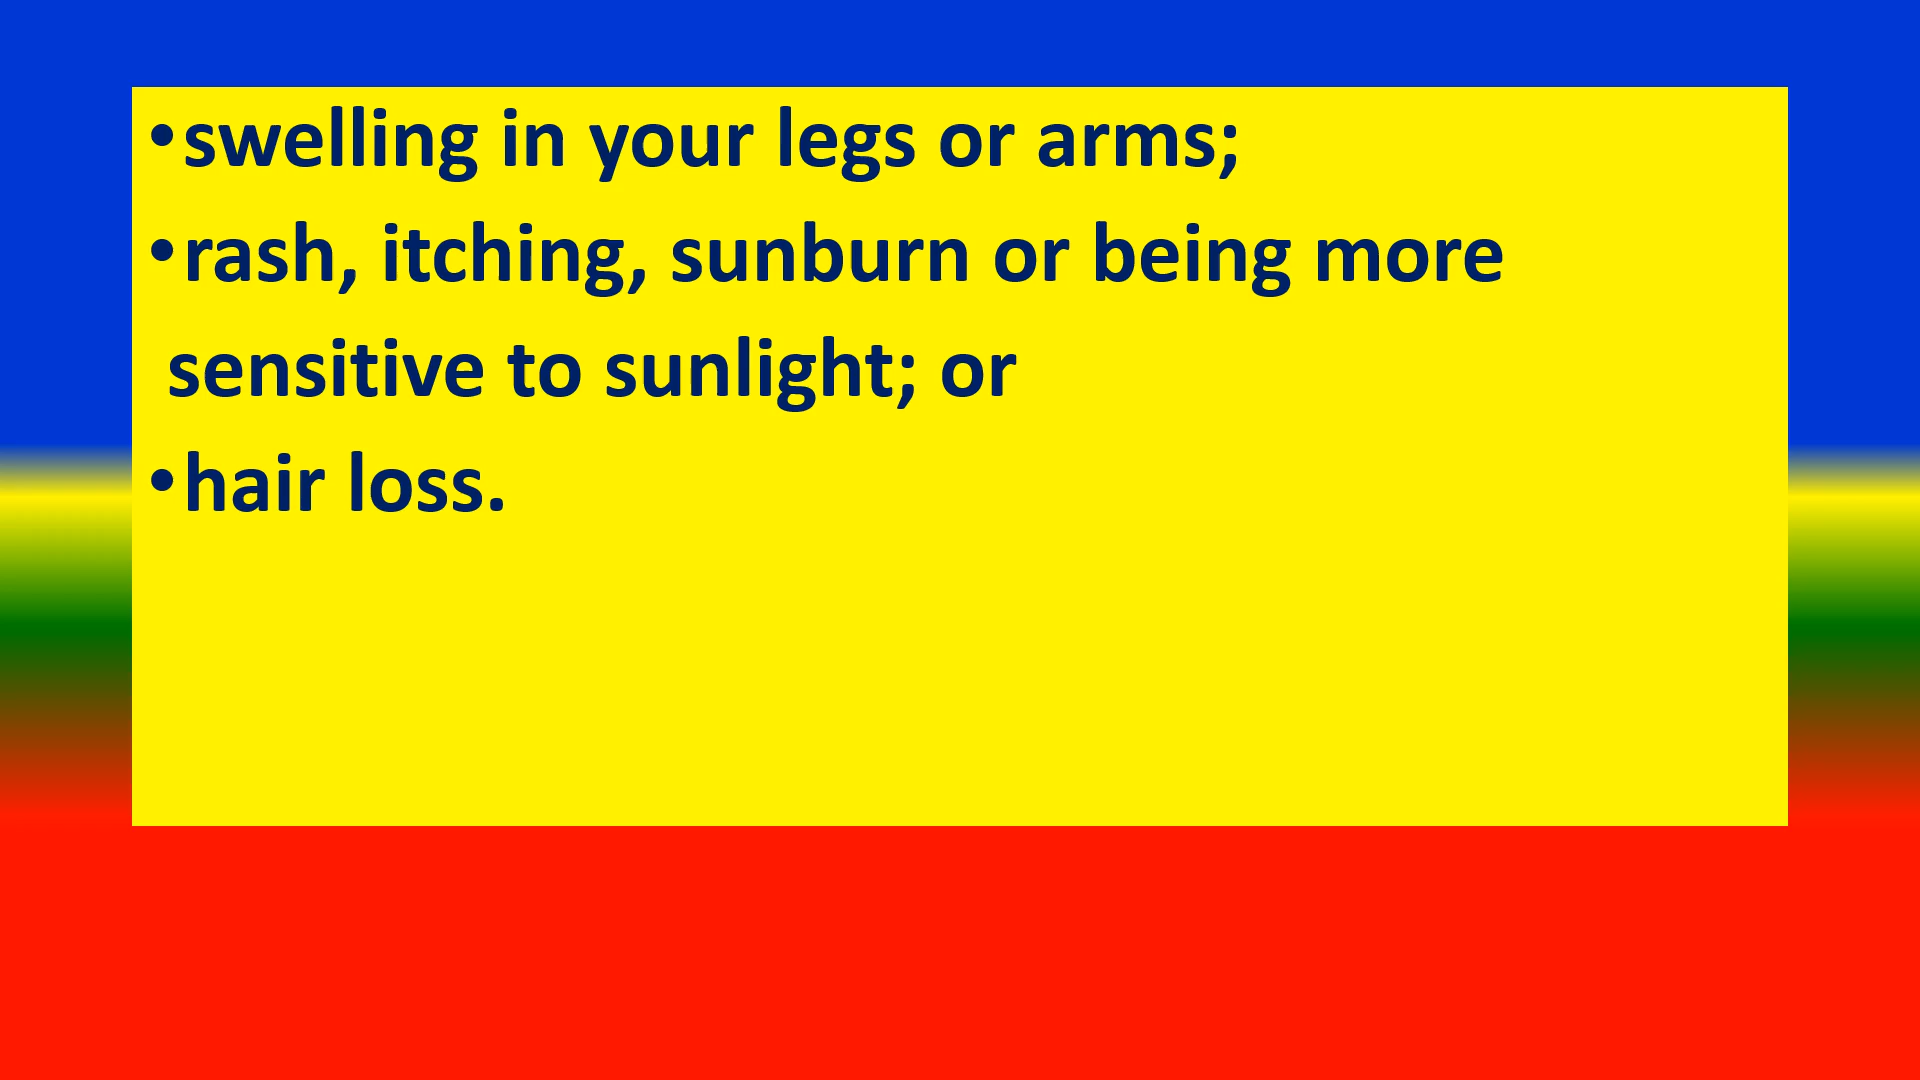 •swelling in your legs or arms;
•rash, itching, sunburn or being more
sensitive to sunlight; or
•hair loss.